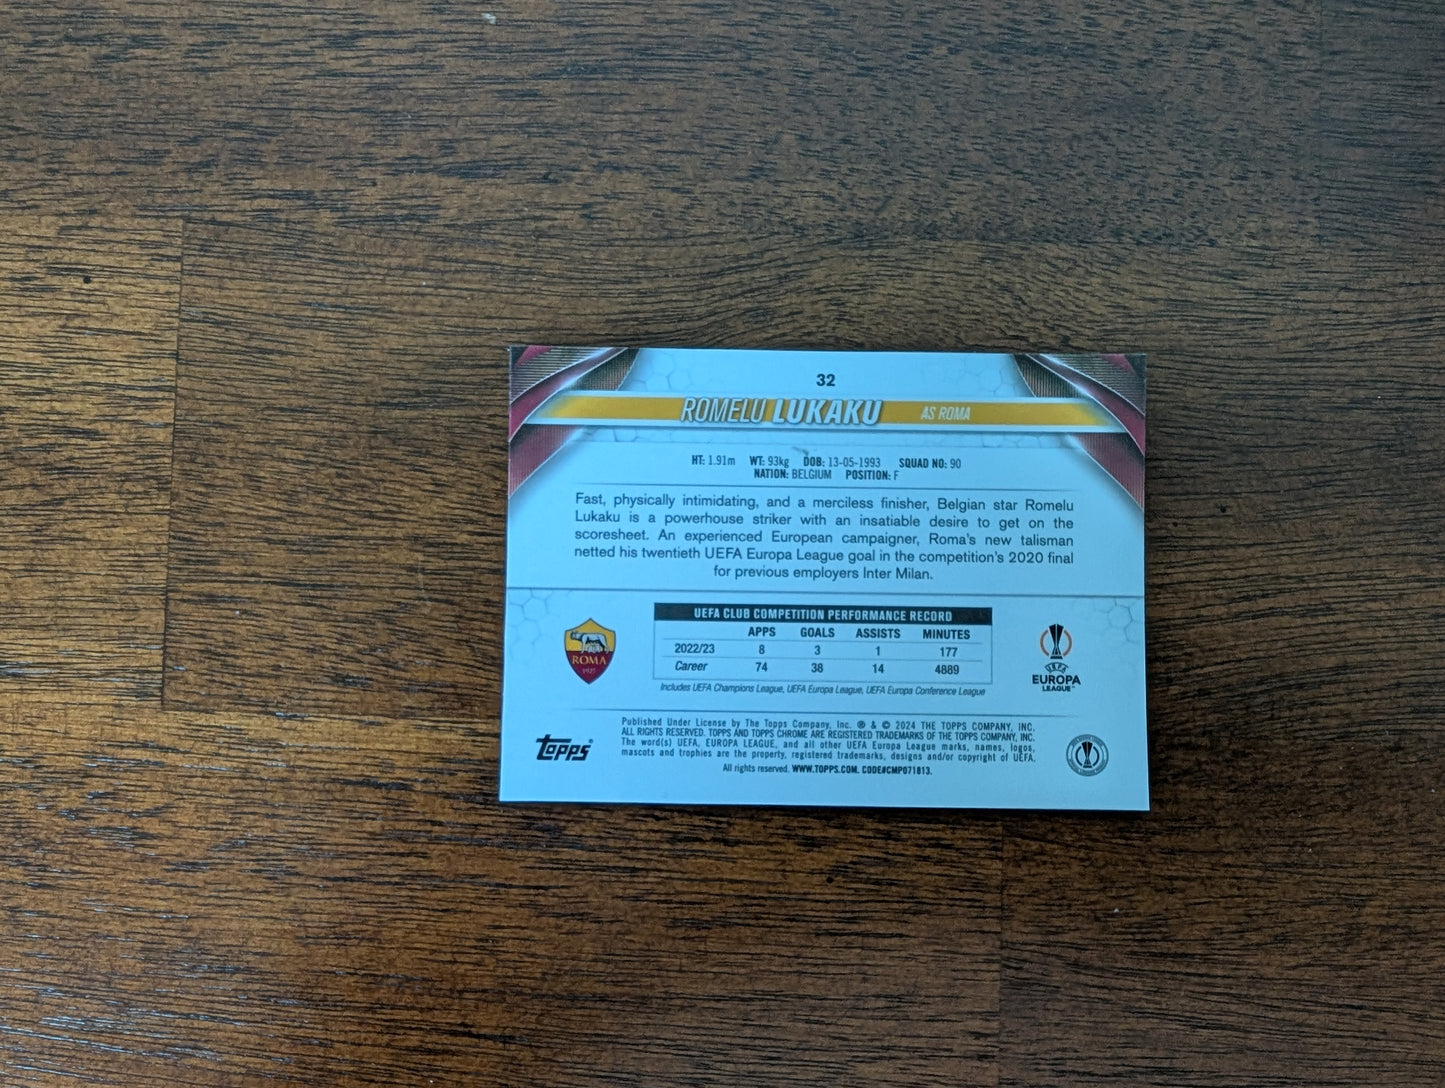 32
ROMELU LUKAKU AS ROMA
HT: 1.91m WT: 93kg DOB: 13-05-1993 SQUAD NO: 90
NATION: BELGIUM POSITION: F
Fast, physically intimidating, and a merciless finisher, Belgian star Romelu
Lukaku is a powerhouse striker with an insatiable desire to get on the
scoresheet. An experienced European campaigner, Roma's new talisman
netted his twentieth UEFA Europa League goal in the competition's 2020 final
for previous employers Inter Milan.
UEFA CLUB COMPETITION PERFORMANCE RECORD
APPS GOALS ASSISTS MINUTES
2022/23 8 3 1 177
Career 74 38 14 4889
Includes UEFA Champions League, UEFA Europa League, UEFA Europa Conference League
ROMA
1927
UEFA
EUROPA
LEAGUE™
Topps®
Published Under License by The Topps Company, Inc. ® & © 2024 THE TOPPS COMPANY, INC.
ALL RIGHTS RESERVED. TOPPS AND TOPPS CHROME ARE REGISTERED TRADEMARKS OF THE TOPPS COMPANY, INC.
The word(s) UEFA, EUROPA LEAGUE, and all other UEFA Europa League marks, names, logos,
mascots and trophies are the property, registered trademarks, designs and/or copyright of UEFA.
All rights reserved. WWW.TOPPS.COM. CODE#CMP071813.